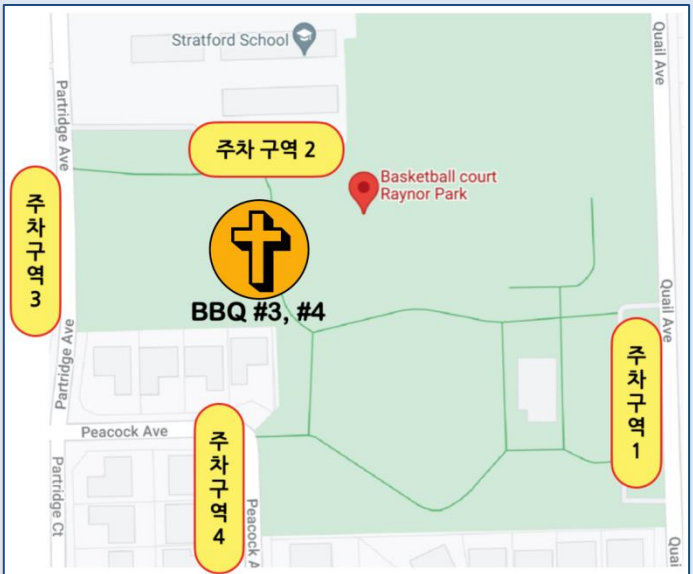 Stratford School
Quail Ave
Partridge Ave
주차 구역 2
Basketball court
Raynor Park
주차구역 3
BBQ #3, #4
Quail Ave
Partridge Ave
주차구역 1
Peacock Ave
주차구역 4
Partridge Ct
Peacock A
Quai